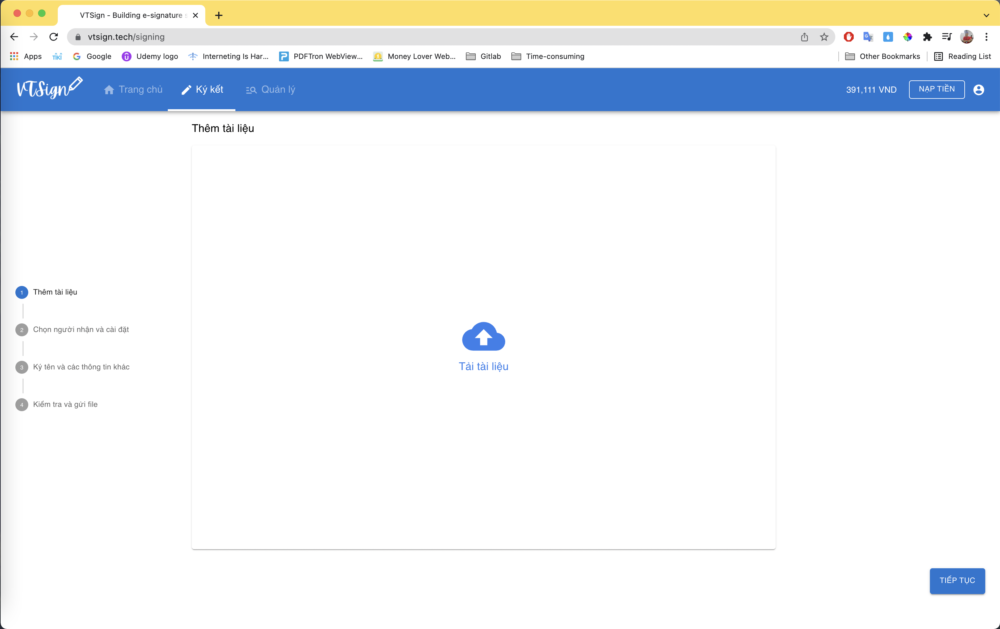 VTSign - Building e-signature s
vtsign.tech/signing
Apps
TIKI
Google
Udemy logo
Interneting Is Har...
PDFTron WebView...
Money Lover Web...
Gitlab
Time-consuming
Other Bookmarks
Reading List
VTSign
Trang chủ
Ký kết
Quản lý
391,111 VND
NẠP TIỀN
Thêm tài liệu
1 Thêm tài liệu
2 Chọn người nhận và cài đặt
3 Ký tên và các thông tin khác
4 Kiểm tra và gửi file
Tải tài liệu
TIẾP TỤC